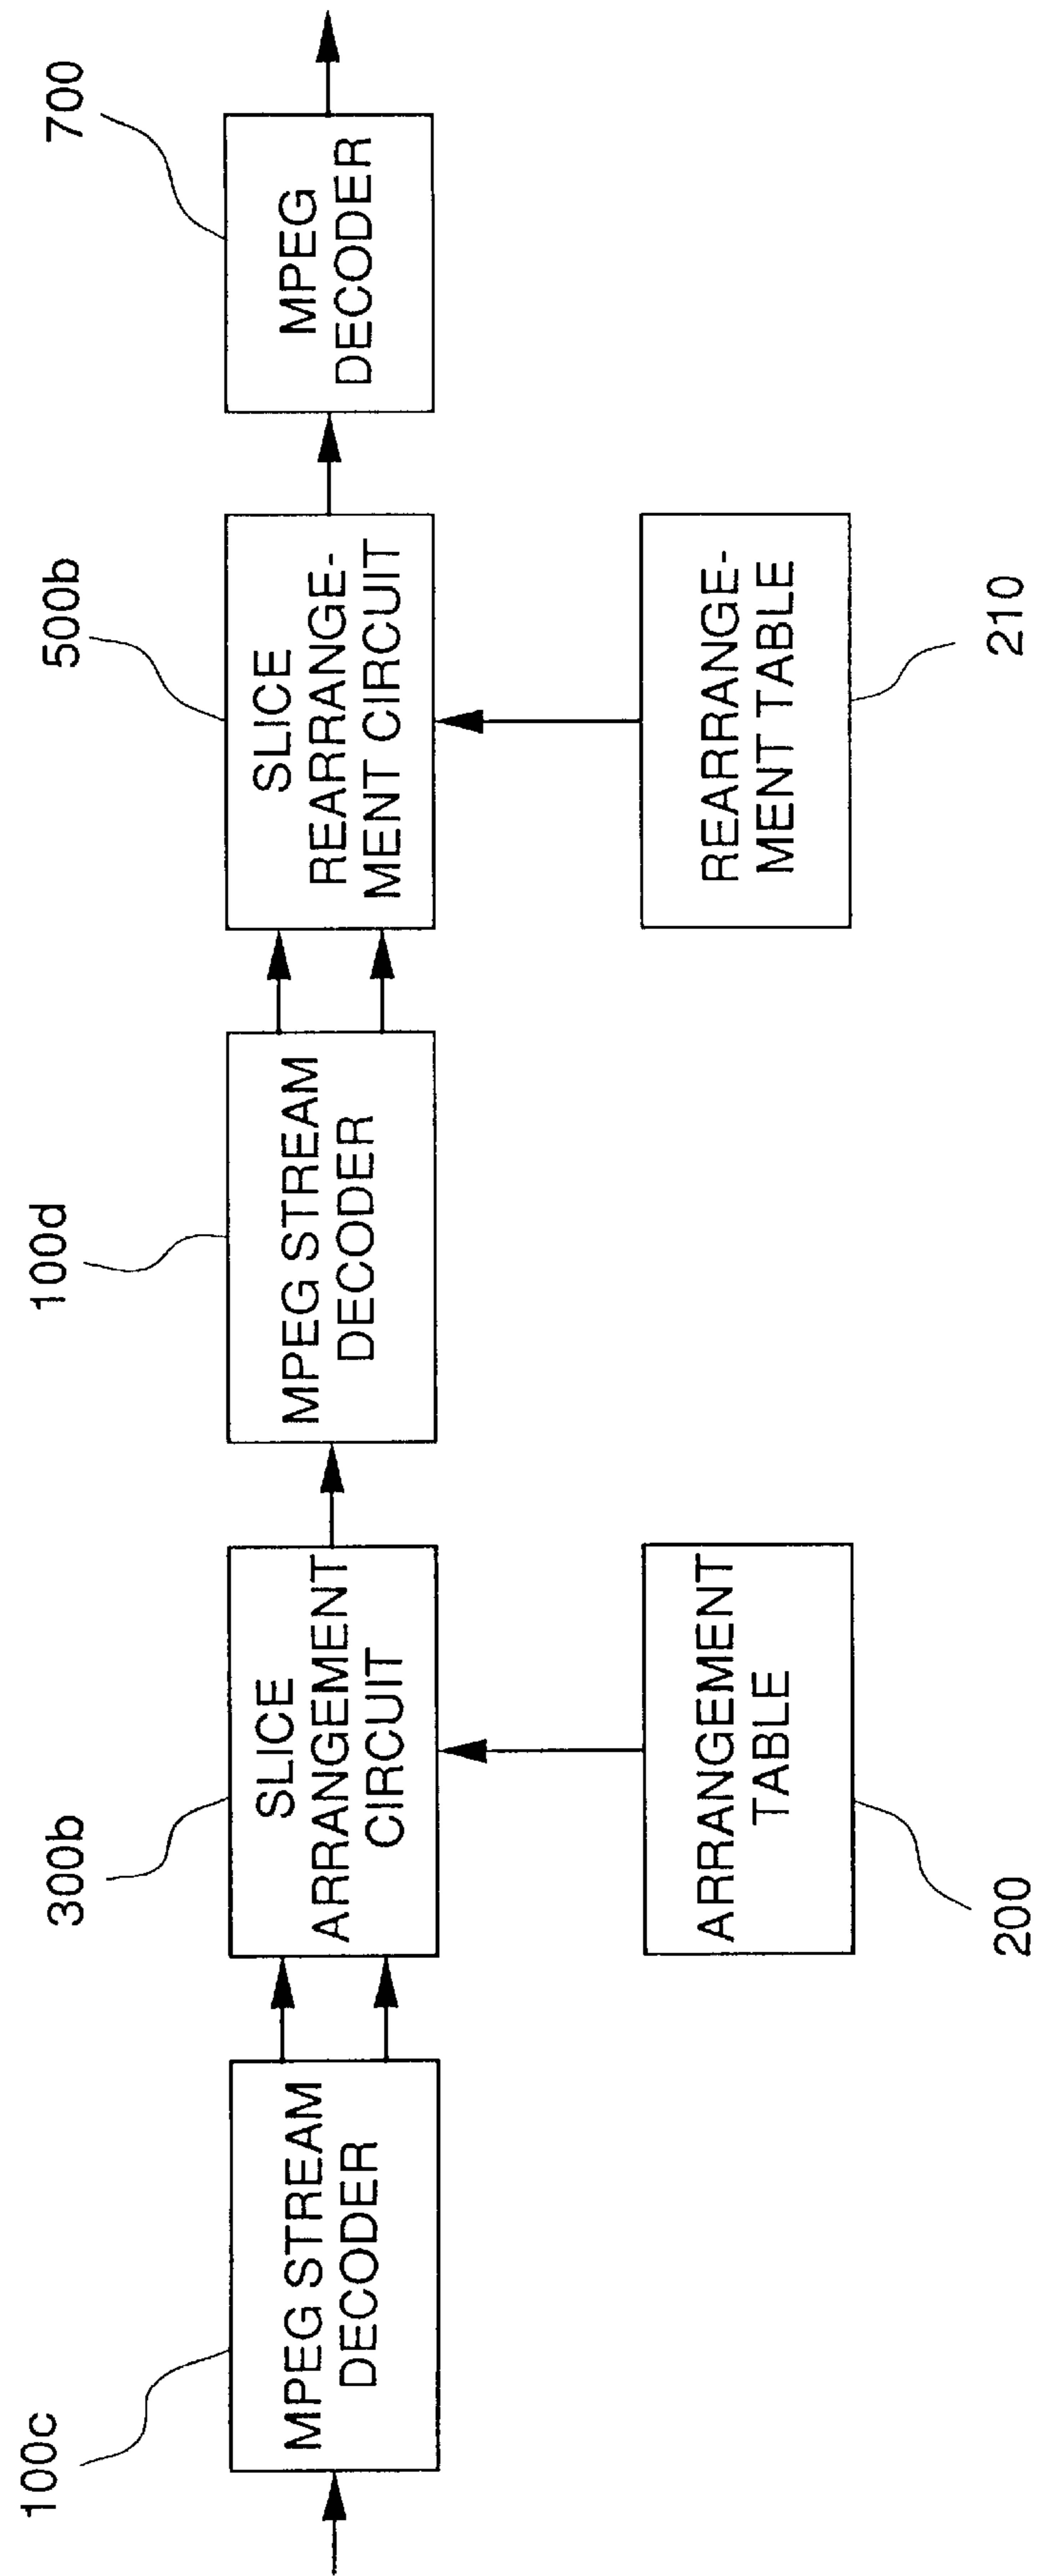 100c
MPEG STREAM
DECODER
300b
SLICE
ARRANGEMENT
CIRCUIT
ARRANGEMENT
TABLE
200
100d
MPEG STREAM
DECODER
500b
SLICE
REARRANGE-
MENT CIRCUIT
REARRANGE-
MENT TABLE
210
700
MPEG
DECODER